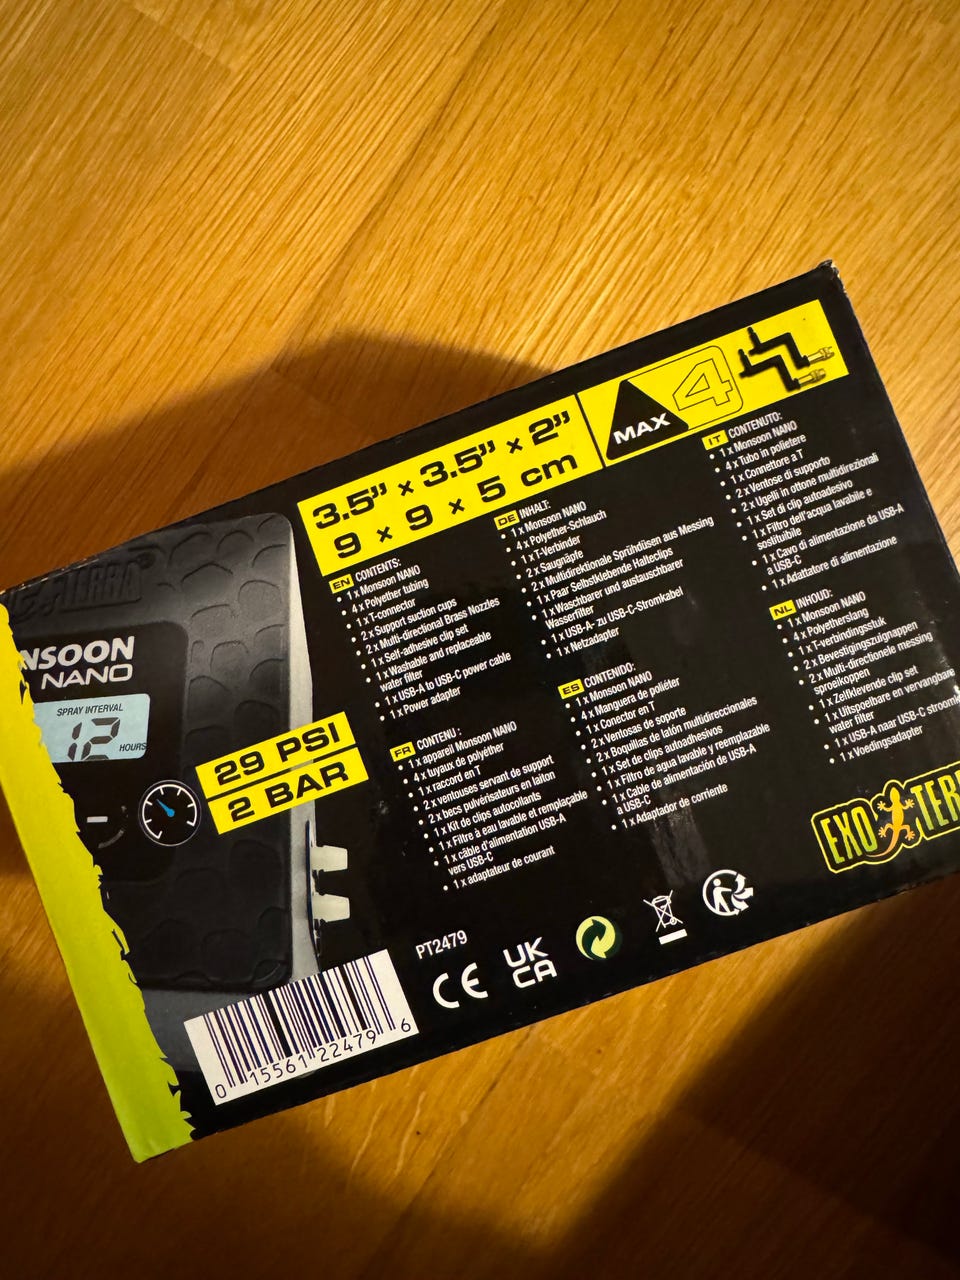 NSOON
NANO
SPRAY INTERVAL
12 HOURS
29 PSI
2 BAR
3.5" x 3.5" x 2"
9 x 9 x 5 cm
MAX 4
EN CONTENTS:
• 1 x Monsoon NANO
• 4 x Polyether tubing
• 1 x T-connector
• 2 x Support suction cups
• 2 x Multi-directional Brass Nozzles
• 1 x Self-adhesive clip set
• 1 x Washable and replaceable
water filter
• 1 x USB-A to USB-C power cable
• 1 x Power adapter
FR CONTENU :
• 1 x appareil Monsoon NANO
• 4 x tuyaux de polyéther
• 1 x raccord en T
• 2 x ventouses servant de support
• 2 x becs pulvérisateurs en laiton
• 1 x Kit de clips autocollants
• 1 x Filtre à eau lavable et remplaçable
• 1 x câble d'alimentation USB-A
vers USB-C
• 1 x adaptateur de courant
DE INHALT:
• 1 x Monsoon NANO
• 4 x Polyether-Schlauch
• 1 x T-Verbinder
• 2 x Saugnäpfe
• 2 x Multidirektionale Sprühdüsen aus Messing
• 1 x Paar Selbstklebende Halteclips
• 1 x Waschbarer und austauschbarer
Wasserfilter
• 1 x USB-A- zu USB-C-Stromkabel
• 1 x Netzadapter
ES CONTENIDO:
• 1 x Monsoon NANO
• 4 x Manguera de poliéter
• 1 x Conector en T
• 2 x Ventosas de soporte
• 2 x Boquillas de latón multidireccionales
• 1 x Set de clips autoadhesivos
• 1 x Filtro de agua lavable y reemplazable
• 1 x Cable de alimentación de USB-A
a USB-C
• 1 x Adaptador de corriente
IT CONTENUTO:
• 1 x Monsoon NANO
• 4 x Tubo in polietere
• 1 x Connettore a T
• 2 x Ventose di supporto
• 2 x Ugelli in ottone multidirezionali
• 1 x Set di clip autoadesivo
• 1 x Filtro dell'acqua lavabile e
sostituibile
• 1 x Cavo di alimentazione da USB-A
a USB-C
• 1 x Adattatore di alimentazione
NL INHOUD:
• 1 x Monsoon NANO
• 4 x Polyetherslang
• 1 x T-verbindingsstuk
• 2 x Bevestigingszuignappen
• 2 x Multi-directionele messing
sproeikoppen
• 1 x Zelfklevende clip set
• 1 x Uitspoelbare en vervangbare
water filter
• 1 x USB-A naar USB-C stroom
• 1 x Voedingsadapter
EXO TER
PT2479
CE
UK
CA
0 15561 22479 6